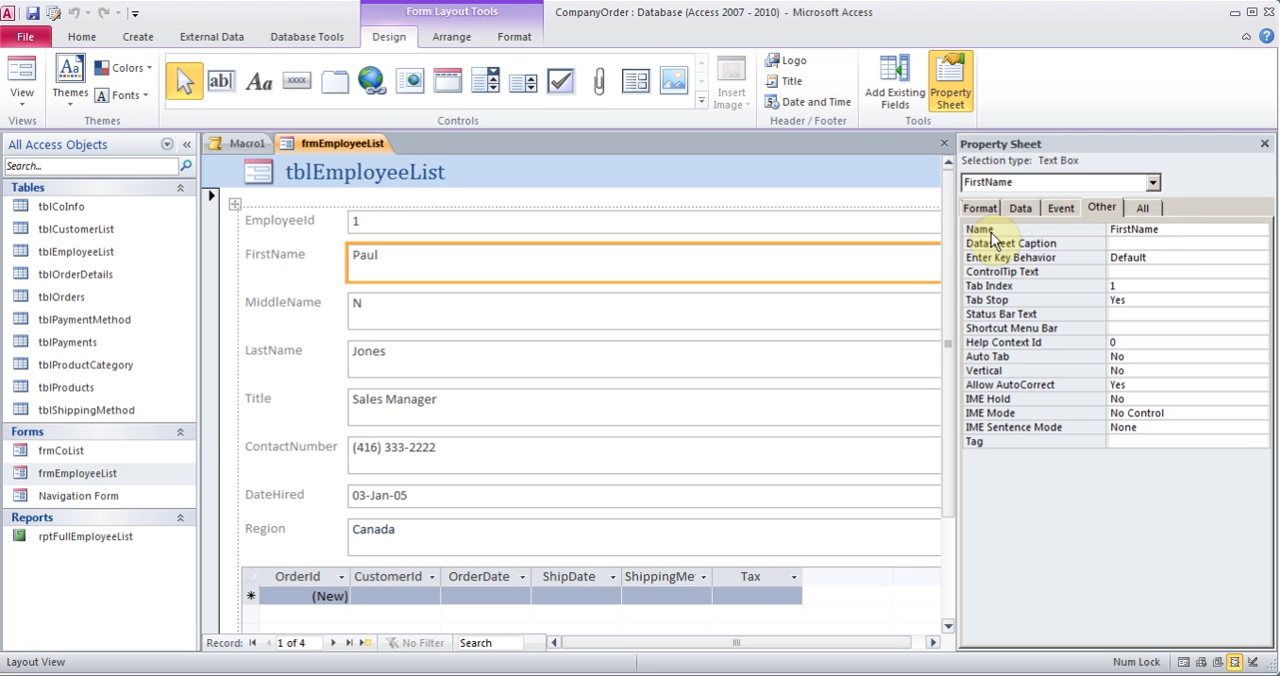 Form Layout Tools
CompanyOrder : Database (Access 2007 - 2010) - Microsoft Access
File Home Create External Data Database Tools Design Arrange Format
View
Themes
Colors
Fonts
Insert Image
Logo
Title
Date and Time
Add Existing Fields
Property Sheet
Views Themes Controls Header / Footer Tools
All Access Objects
Search...
Tables
tblCoInfo
tblCustomerList
tblEmployeeList
tblOrderDetails
tblOrders
tblPaymentMethod
tblPayments
tblProductCategory
tblProducts
tblShippingMethod
Forms
frmCoList
frmEmployeeList
Navigation Form
Reports
rptFullEmployeeList
Macro1 frmEmployeeList
tblEmployeeList
EmployeeId 1
FirstName Paul
MiddleName N
LastName Jones
Title Sales Manager
ContactNumber (416) 333-2222
DateHired 03-Jan-05
Region Canada
OrderId CustomerId OrderDate ShipDate ShippingMe Tax
(New)
Record: 1 of 4 No Filter Search
Property Sheet
Selection type: Text Box
FirstName
Format Data Event Other All
Name FirstName
Datasheet Caption
Enter Key Behavior Default
ControlTip Text
Tab Index 1
Tab Stop Yes
Status Bar Text
Shortcut Menu Bar
Help Context Id 0
Auto Tab No
Vertical No
Allow AutoCorrect Yes
IME Hold No
IME Mode No Control
IME Sentence Mode None
Tag
Layout View Num Lock